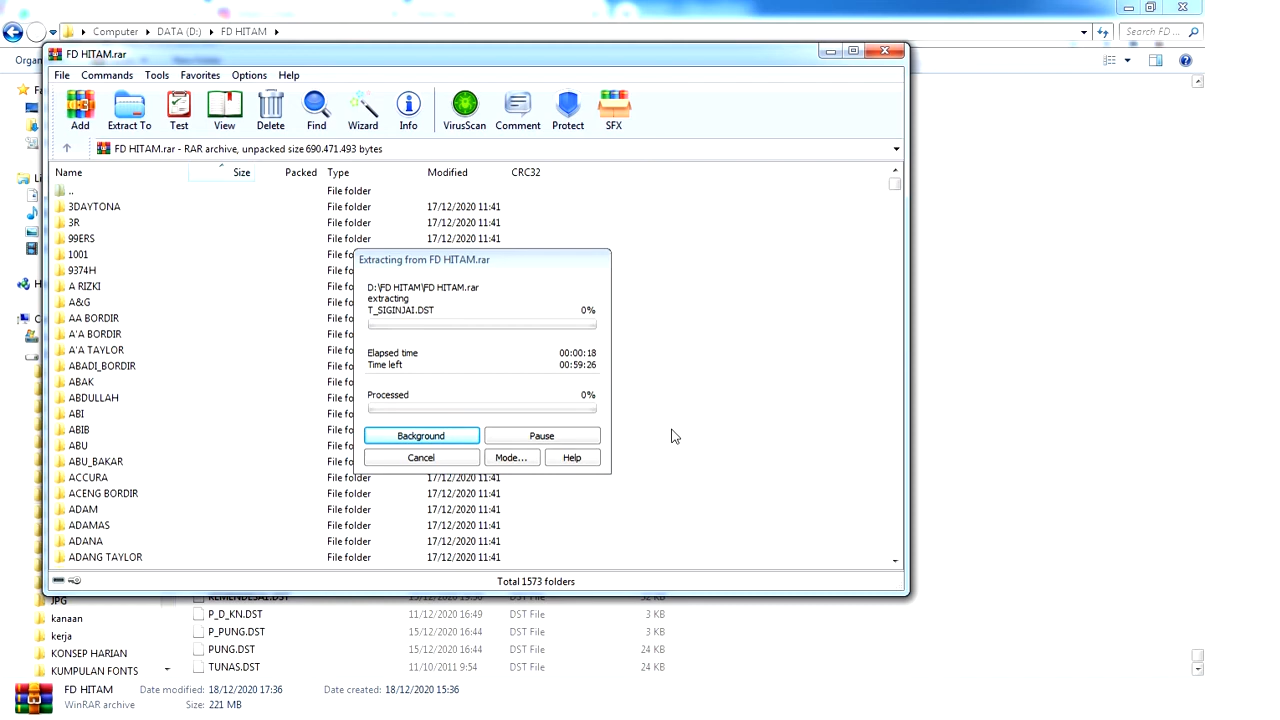 Computer DATA (D:) FD HITAM
Search FD ...
Organ
FD HITAM.rar
File Commands Tools Favorites Options Help
Add Extract To Test View Delete Find Wizard Info VirusScan Comment Protect SFX
FD HITAM.rar - RAR archive, unpacked size 690.471.493 bytes
Name Size Packed Type Modified CRC32
.. File folder
3DAYTONA File folder 17/12/2020 11:41
3R File folder 17/12/2020 11:41
99ERS File folder 17/12/2020 11:41
1001
9374H
A RIZKI
A&G
AA BORDIR
A'A BORDIR
A'A TAYLOR
ABADI_BORDIR
ABAK
ABDULLAH
ABI
ABIB
ABU
ABU_BAKAR
ACCURA File folder 17/12/2020 11:41
ACENG BORDIR File folder 17/12/2020 11:41
ADAM File folder 17/12/2020 11:41
ADAMAS File folder 17/12/2020 11:41
ADANA File folder 17/12/2020 11:41
ADANG TAYLOR File folder 17/12/2020 11:41
Extracting from FD HITAM.rar
D:\FD HITAM\FD HITAM.rar
extracting
T_SIGINJAI.DST 0%
Elapsed time 00:00:18
Time left 00:59:26
Processed 0%
Background Pause
Cancel Mode... Help
Total 1573 folders
JPG
kanaan P_D_KN.DST 11/12/2020 16:49 DST File 3 KB
kerja P_PUNG.DST 15/12/2020 16:44 DST File 3 KB
KONSEP HARIAN PUNG.DST 15/12/2020 16:44 DST File 24 KB
KUMPULAN FONTS TUNAS.DST 11/10/2011 9:54 DST File 24 KB
FD HITAM Date modified: 18/12/2020 17:36 Date created: 18/12/2020 15:36
WinRAR archive Size: 221 MB